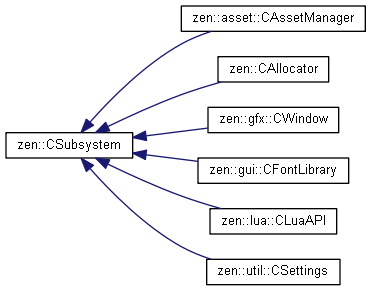 zen::asset::CAssetManager
zen::CAllocator
zen::gfx::CWindow
zen::CSubsystem
zen::gui::CFontLibrary
zen::lua::CLuaAPI
zen::util::CSettings